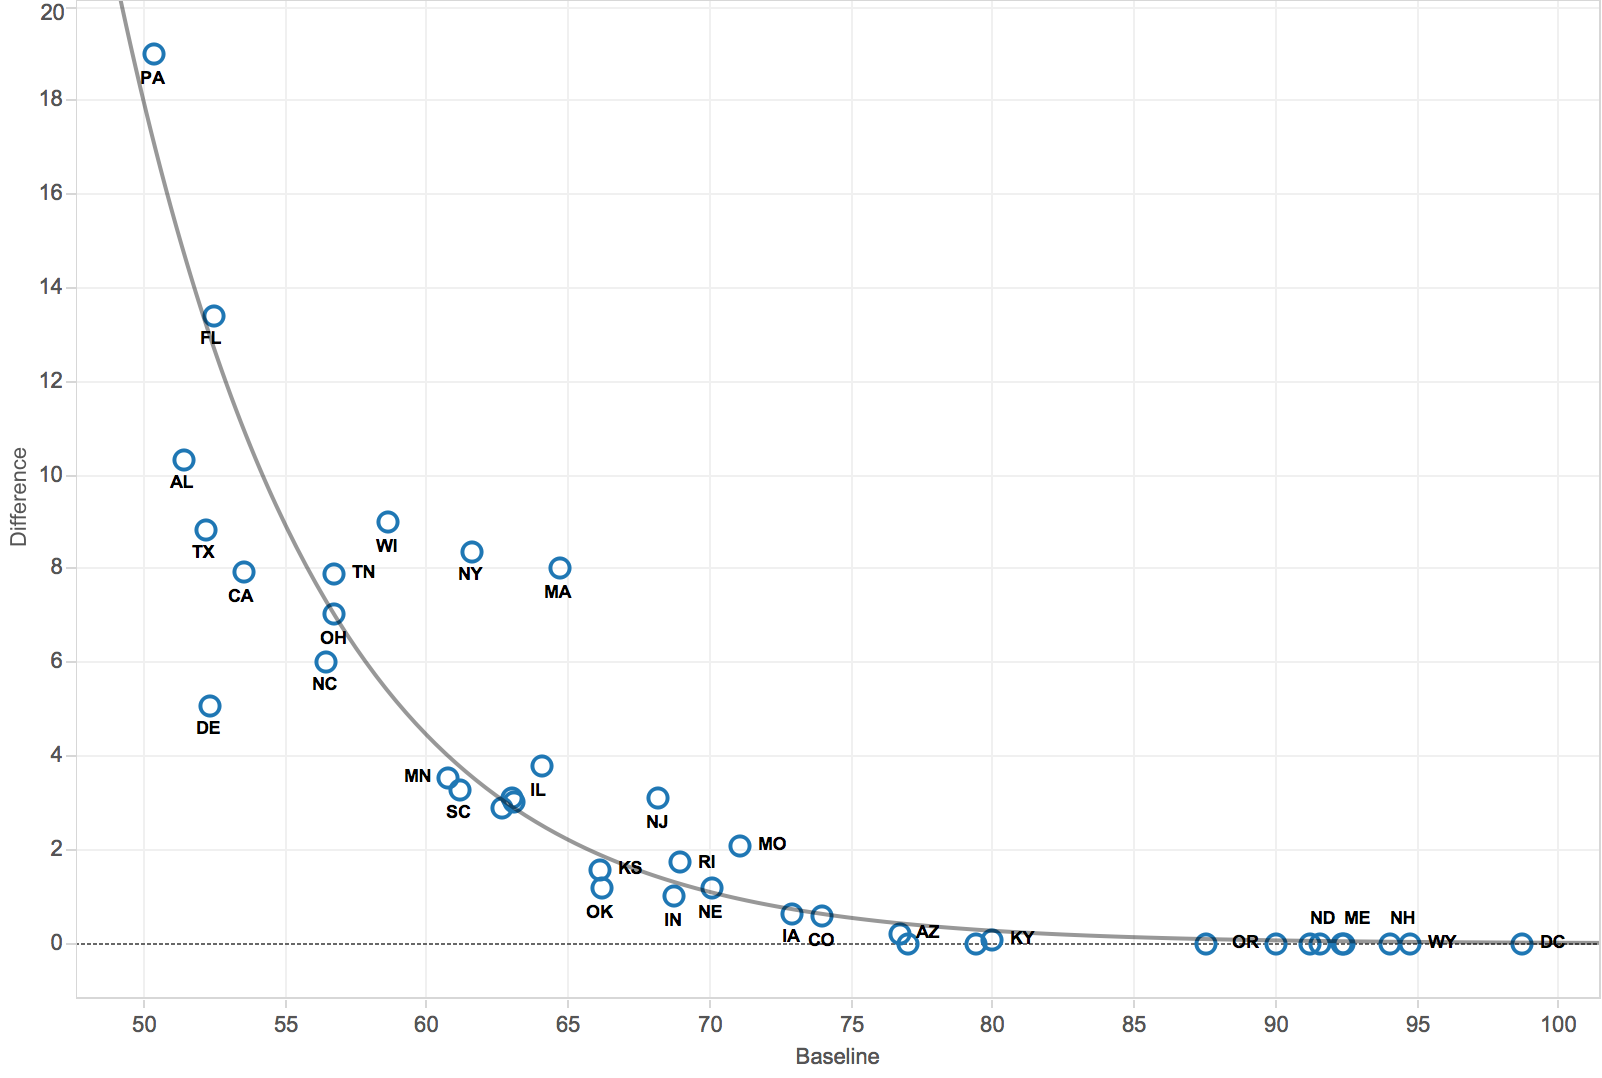 20
PA
18
16
14
FL
12
10
AL
TX
WI
8
NY
TN
MA
CA
OH
6
NC
DE
4
MN
IL
SC
NJ
2
MO
RI
KS
OK
IN
NE
ND
ME
NH
IA
CO
AZ
KY
OR
WY
DC
0
Difference
50
55
60
65
70
75
80
85
90
95
100
Baseline